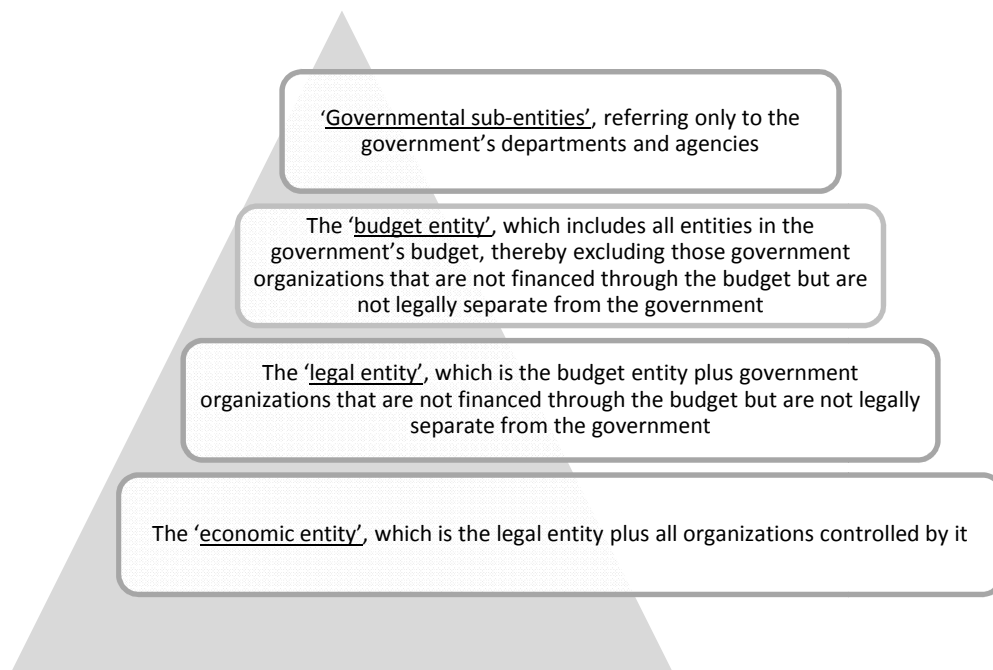 ‘Governmental sub-entities’, referring only to the
government’s departments and agencies
The ‘budget entity’, which includes all entities in the
government’s budget, thereby excluding those government
organizations that are not financed through the budget but are
not legally separate from the government
The ‘legal entity’, which is the budget entity plus government
organizations that are not financed through the budget but are not legally
separate from the government
The ‘economic entity’, which is the legal entity plus all organizations controlled by it